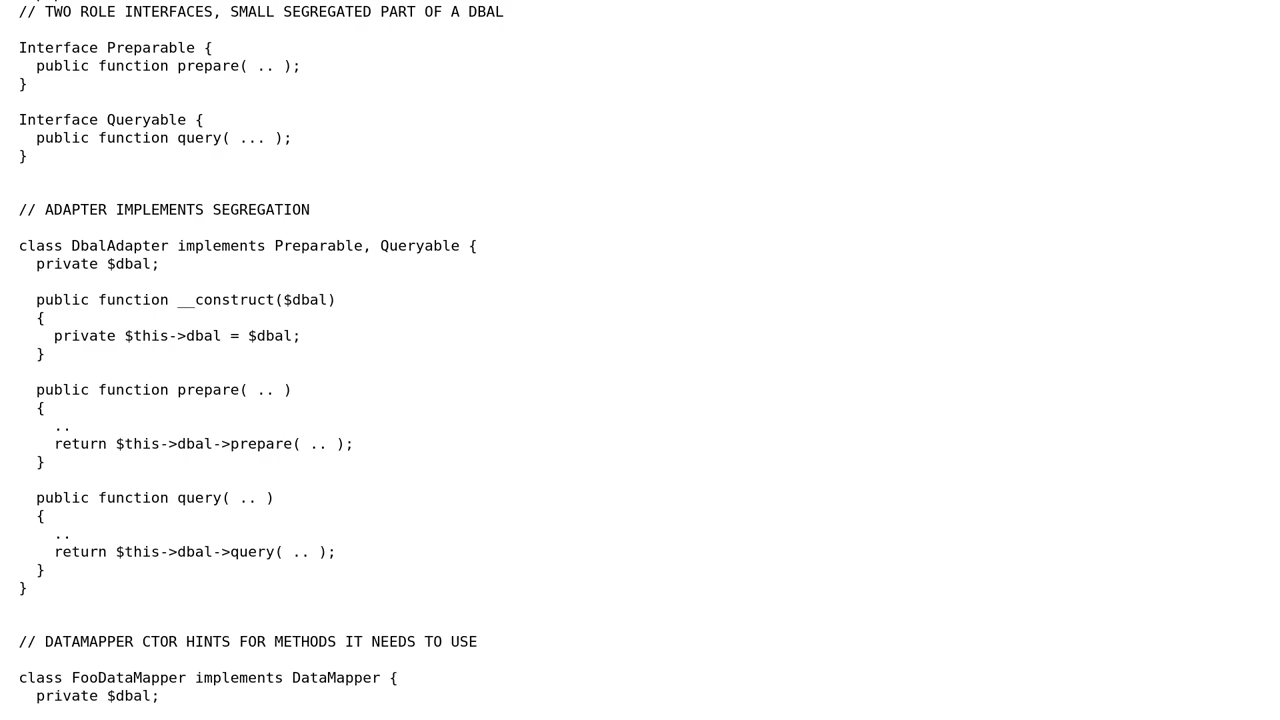 // TWO ROLE INTERFACES, SMALL SEGREGATED PART OF A DBAL
Interface Preparable {
public function prepare( .. );
}
Interface Queryable {
public function query( ... );
}
// ADAPTER IMPLEMENTS SEGREGATION
class DbalAdapter implements Preparable, Queryable {
private $dbal;
public function __construct($dbal)
{
private $this->dbal = $dbal;
}
public function prepare( .. )
{
..
return $this->dbal->prepare( .. );
}
public function query( .. )
{
..
return $this->dbal->query( .. );
}
}
// DATAMAPPER CTOR HINTS FOR METHODS IT NEEDS TO USE
class FooDataMapper implements DataMapper {
private $dbal;